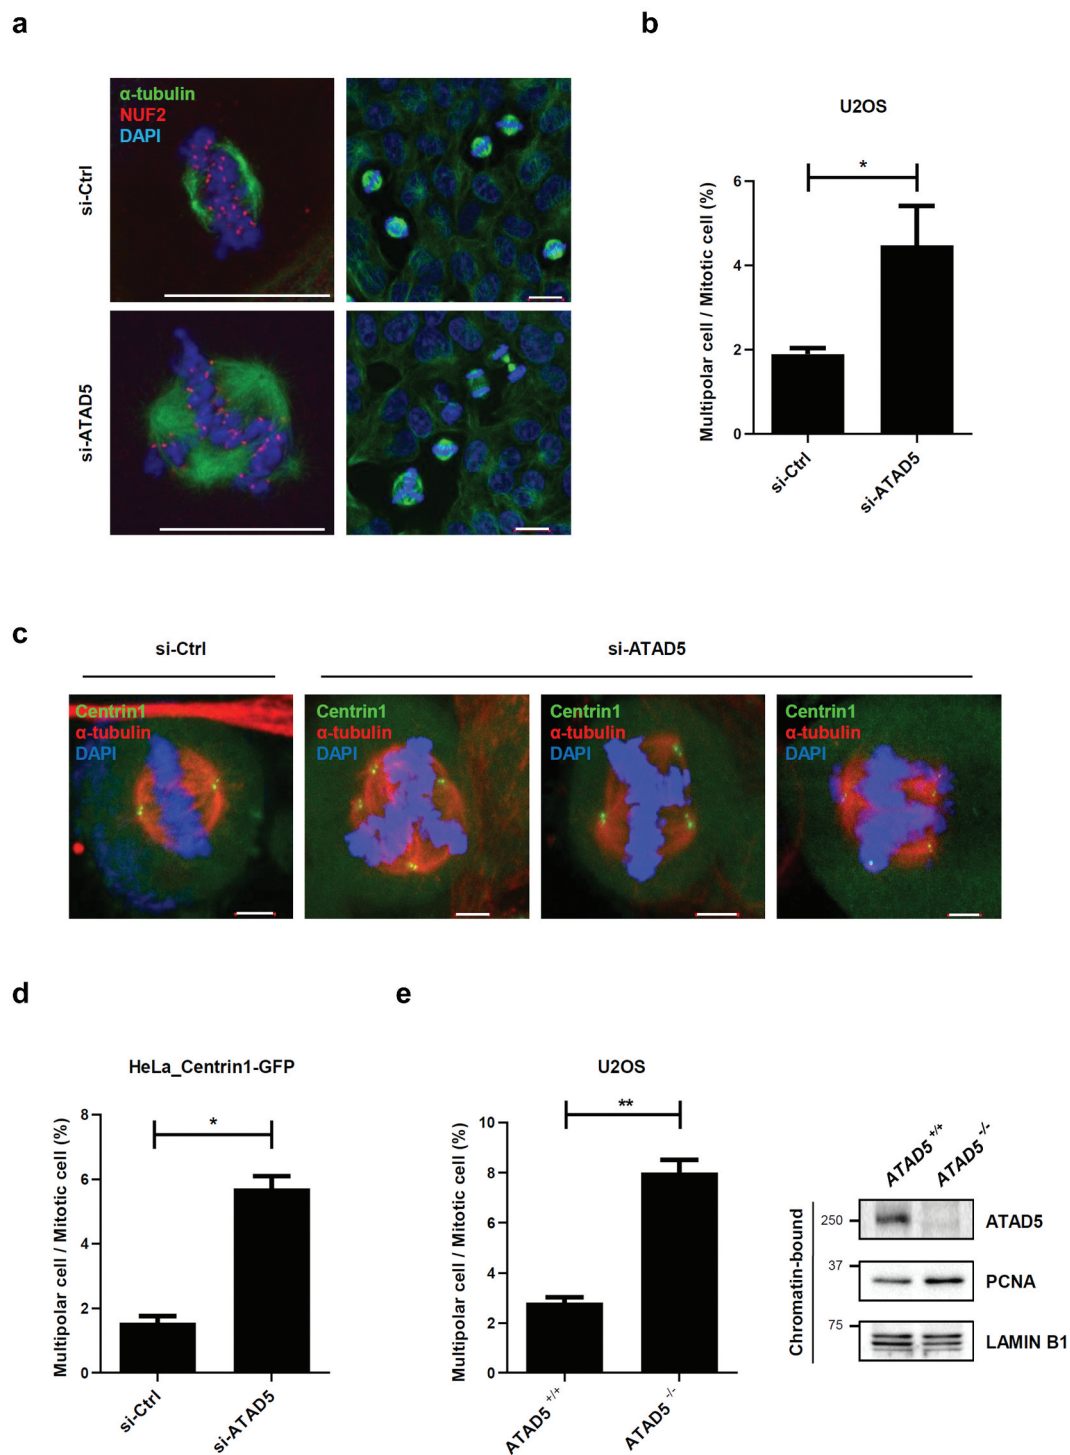 a
α-tubulin
NUF2
DAPI
si-Ctrl
si-ATAD5
b
U2OS
Multipolar cell / Mitotic cell (%)
*
6
4
2
0
si-Ctrl
si-ATAD5
c
si-Ctrl
si-ATAD5
Centrin1
α-tubulin
DAPI
Centrin1
α-tubulin
DAPI
Centrin1
α-tubulin
DAPI
Centrin1
α-tubulin
DAPI
d
HeLa_Centrin1-GFP
Multipolar cell / Mitotic cell (%)
*
8
6
4
2
0
si-Ctrl
si-ATAD5
e
U2OS
Multipolar cell / Mitotic cell (%)
**
10
8
6
4
2
0
ATAD5+/+
ATAD5-/-
ATAD5+/+
ATAD5-/-
Chromatin-bound
250
ATAD5
37
PCNA
75
LAMIN B1